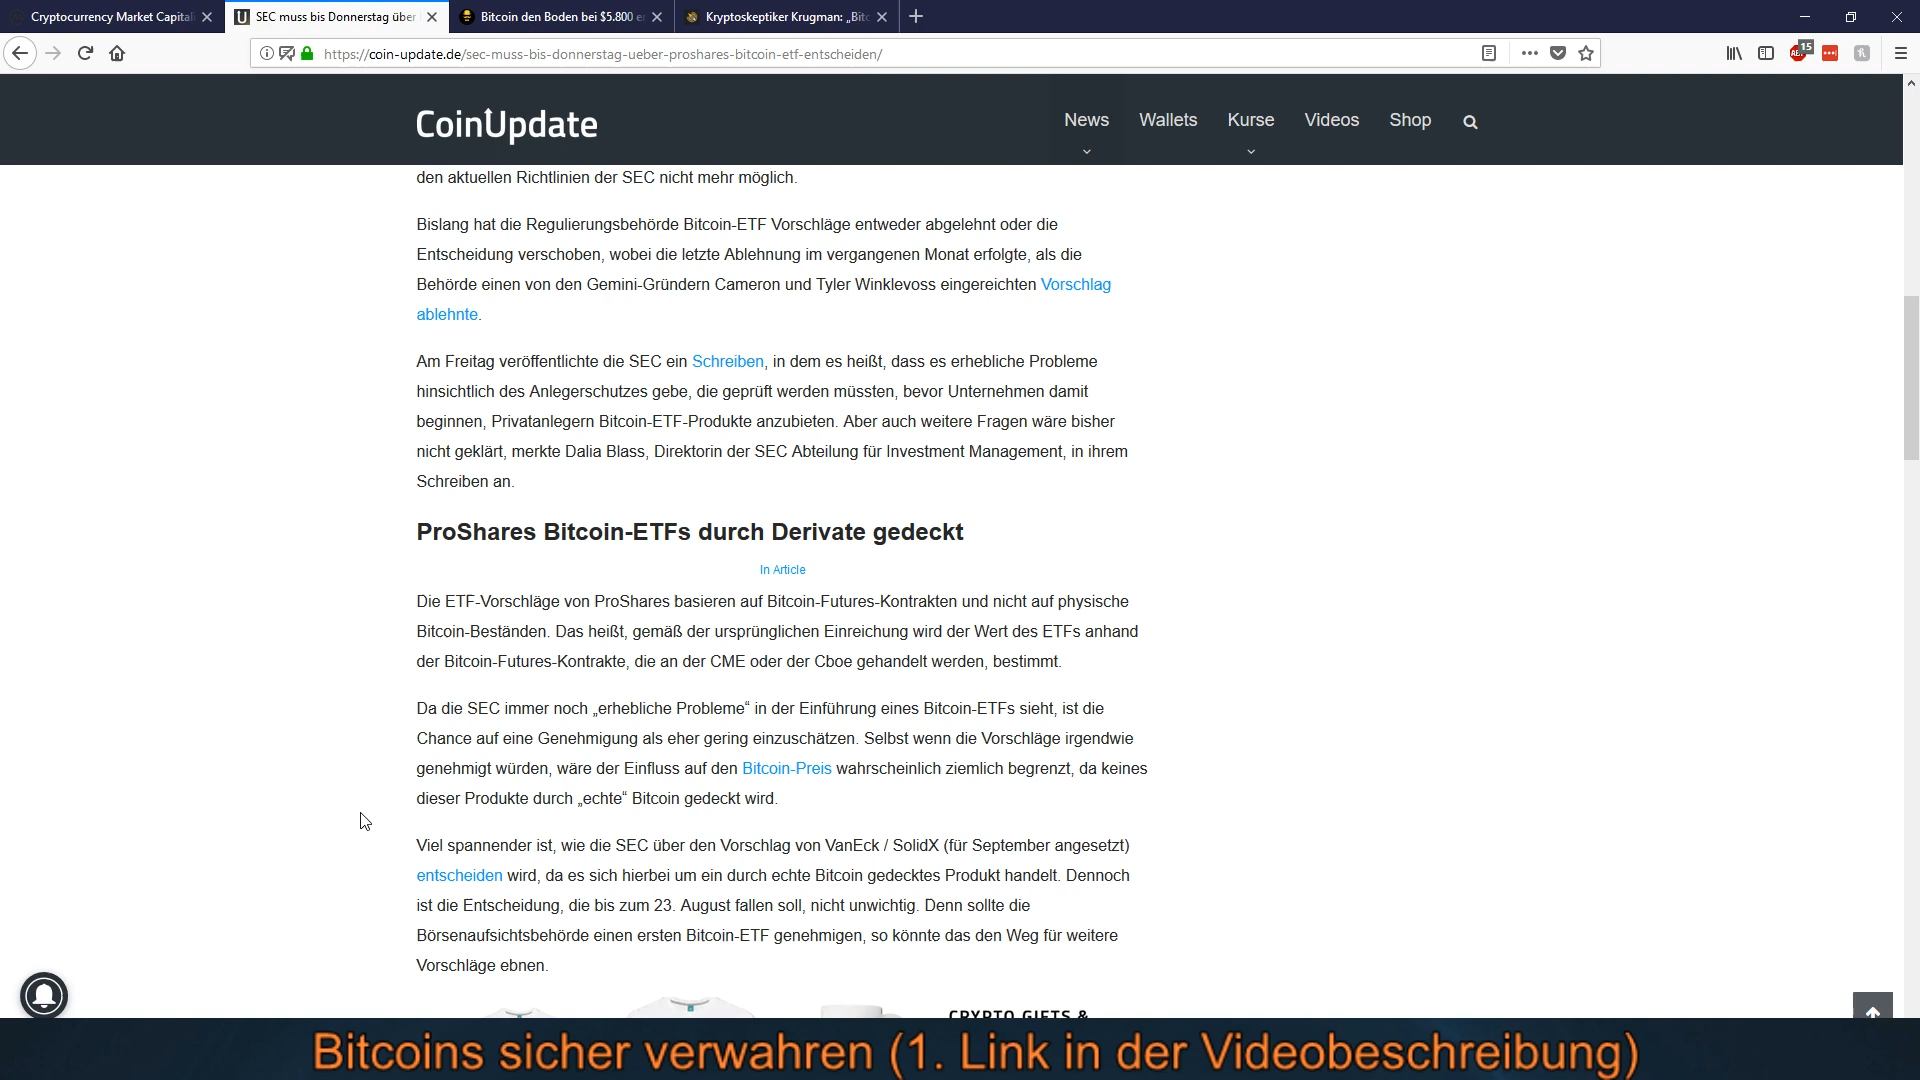 Cryptocurrency Market Capitali
SEC muss bis Donnerstag über
Bitcoin den Boden bei $5.800 e
Kryptoskeptiker Krugman: „Bitc
https://coin-update.de/sec-muss-bis-donnerstag-ueber-proshares-bitcoin-etf-entscheiden/
15
CoinUpdate
News
Wallets
Kurse
Videos
Shop
den aktuellen Richtlinien der SEC nicht mehr möglich.
Bislang hat die Regulierungsbehörde Bitcoin-ETF Vorschläge entweder abgelehnt oder die
Entscheidung verschoben, wobei die letzte Ablehnung im vergangenen Monat erfolgte, als die
Behörde einen von den Gemini-Gründern Cameron und Tyler Winklevoss eingereichten Vorschlag
ablehnte.
Am Freitag veröffentlichte die SEC ein Schreiben, in dem es heißt, dass es erhebliche Probleme
hinsichtlich des Anlegerschutzes gebe, die geprüft werden müssten, bevor Unternehmen damit
beginnen, Privatanlegern Bitcoin-ETF-Produkte anzubieten. Aber auch weitere Fragen wäre bisher
nicht geklärt, merkte Dalia Blass, Direktorin der SEC Abteilung für Investment Management, in ihrem
Schreiben an.
ProShares Bitcoin-ETFs durch Derivate gedeckt
In Article
Die ETF-Vorschläge von ProShares basieren auf Bitcoin-Futures-Kontrakten und nicht auf physische
Bitcoin-Beständen. Das heißt, gemäß der ursprünglichen Einreichung wird der Wert des ETFs anhand
der Bitcoin-Futures-Kontrakte, die an der CME oder der Cboe gehandelt werden, bestimmt.
Da die SEC immer noch „erhebliche Probleme“ in der Einführung eines Bitcoin-ETFs sieht, ist die
Chance auf eine Genehmigung als eher gering einzuschätzen. Selbst wenn die Vorschläge irgendwie
genehmigt würden, wäre der Einfluss auf den Bitcoin-Preis wahrscheinlich ziemlich begrenzt, da keines
dieser Produkte durch „echte“ Bitcoin gedeckt wird.
Viel spannender ist, wie die SEC über den Vorschlag von VanEck / SolidX (für September angesetzt)
entscheiden wird, da es sich hierbei um ein durch echte Bitcoin gedecktes Produkt handelt. Dennoch
ist die Entscheidung, die bis zum 23. August fallen soll, nicht unwichtig. Denn sollte die
Börsenaufsichtsbehörde einen ersten Bitcoin-ETF genehmigen, so könnte das den Weg für weitere
Vorschläge ebnen.
CRYPTO GIFTS &
Bitcoins sicher verwahren (1. Link in der Videobeschreibung)